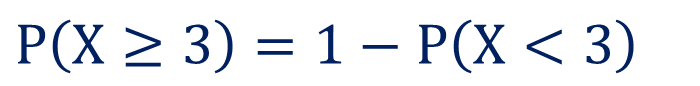 P(X ≥ 3) = 1 − P(X < 3)